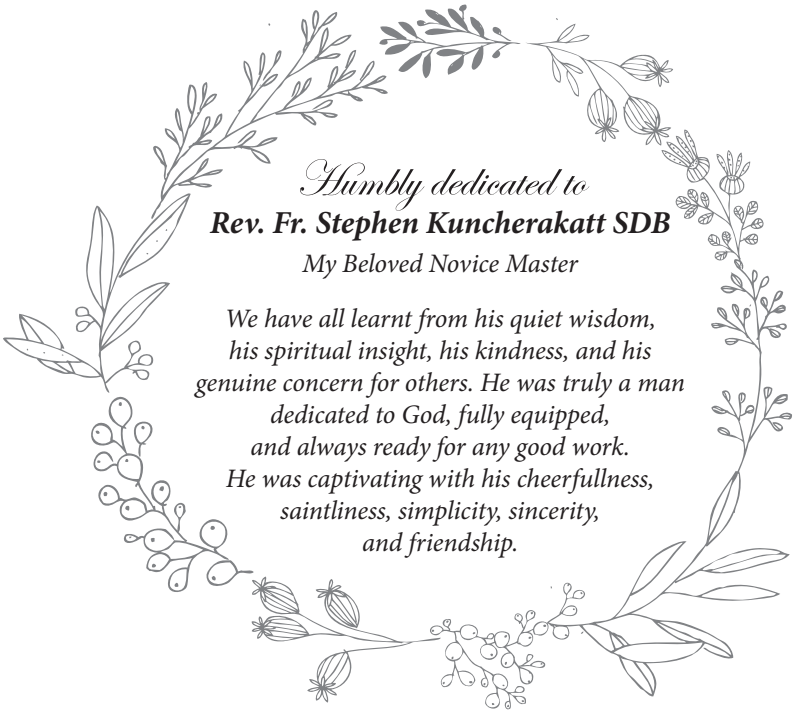 Humbly dedicated to
Rev. Fr. Stephen Kuncherakatt SDB
My Beloved Novice Master
We have all learnt from his quiet wisdom,
his spiritual insight, his kindness, and his
genuine concern for others. He was truly a man
dedicated to God, fully equipped,
and always ready for any good work.
He was captivating with his cheerfullness,
saintliness, simplicity, sincerity,
and friendship.